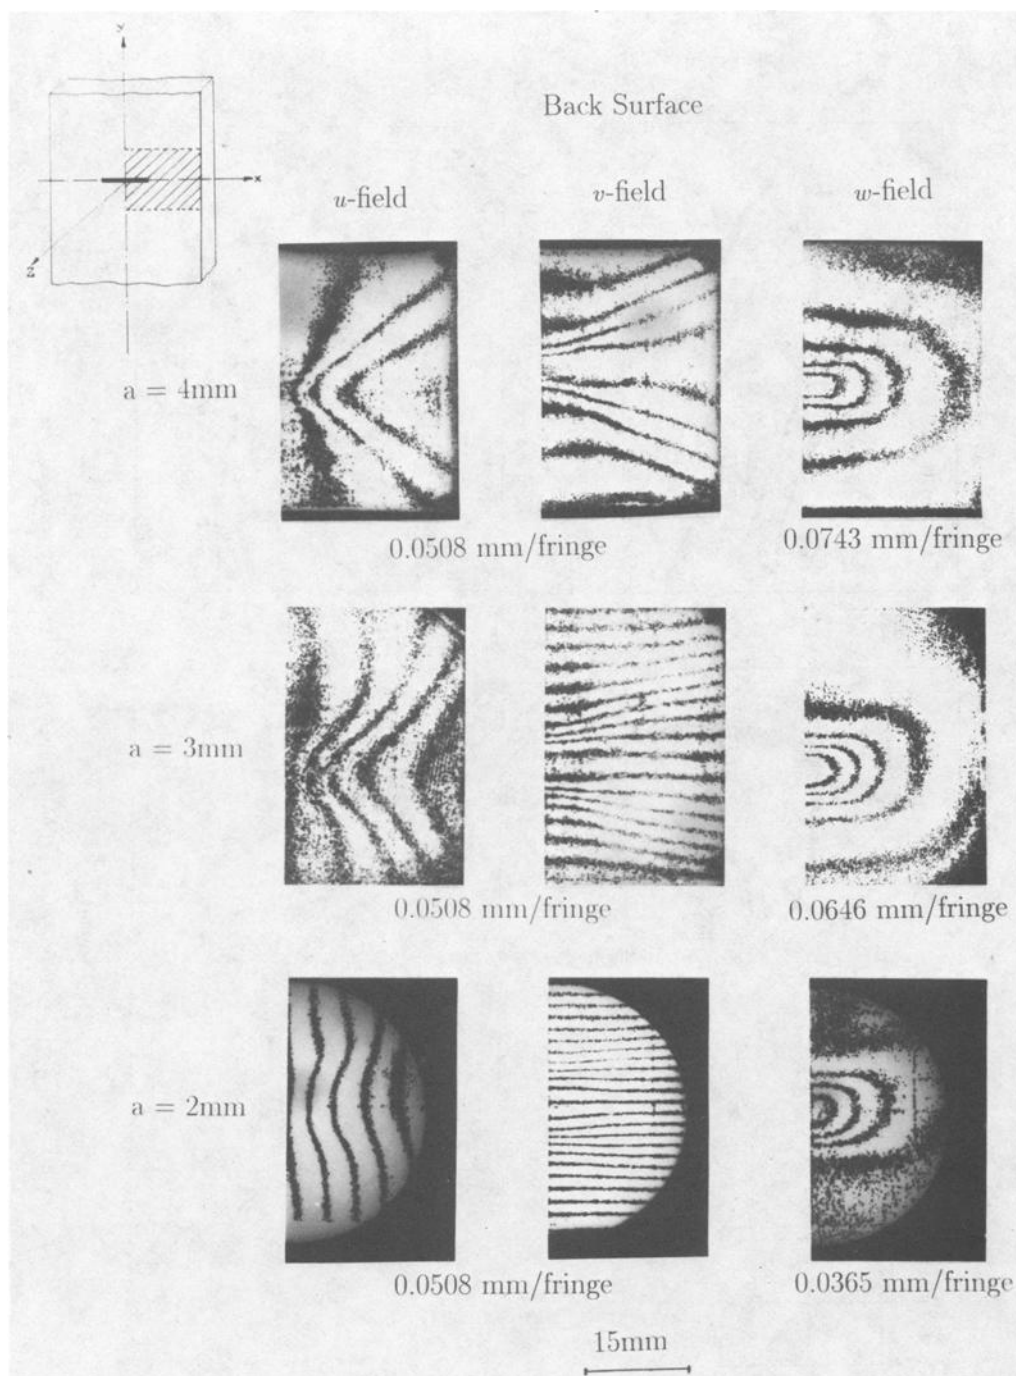 y
Back Surface
x
u-field
v-field
w-field
z
a = 4mm
0.0508 mm/fringe
0.0743 mm/fringe
a = 3mm
0.0508 mm/fringe
0.0646 mm/fringe
a = 2mm
0.0508 mm/fringe
0.0365 mm/fringe
15mm